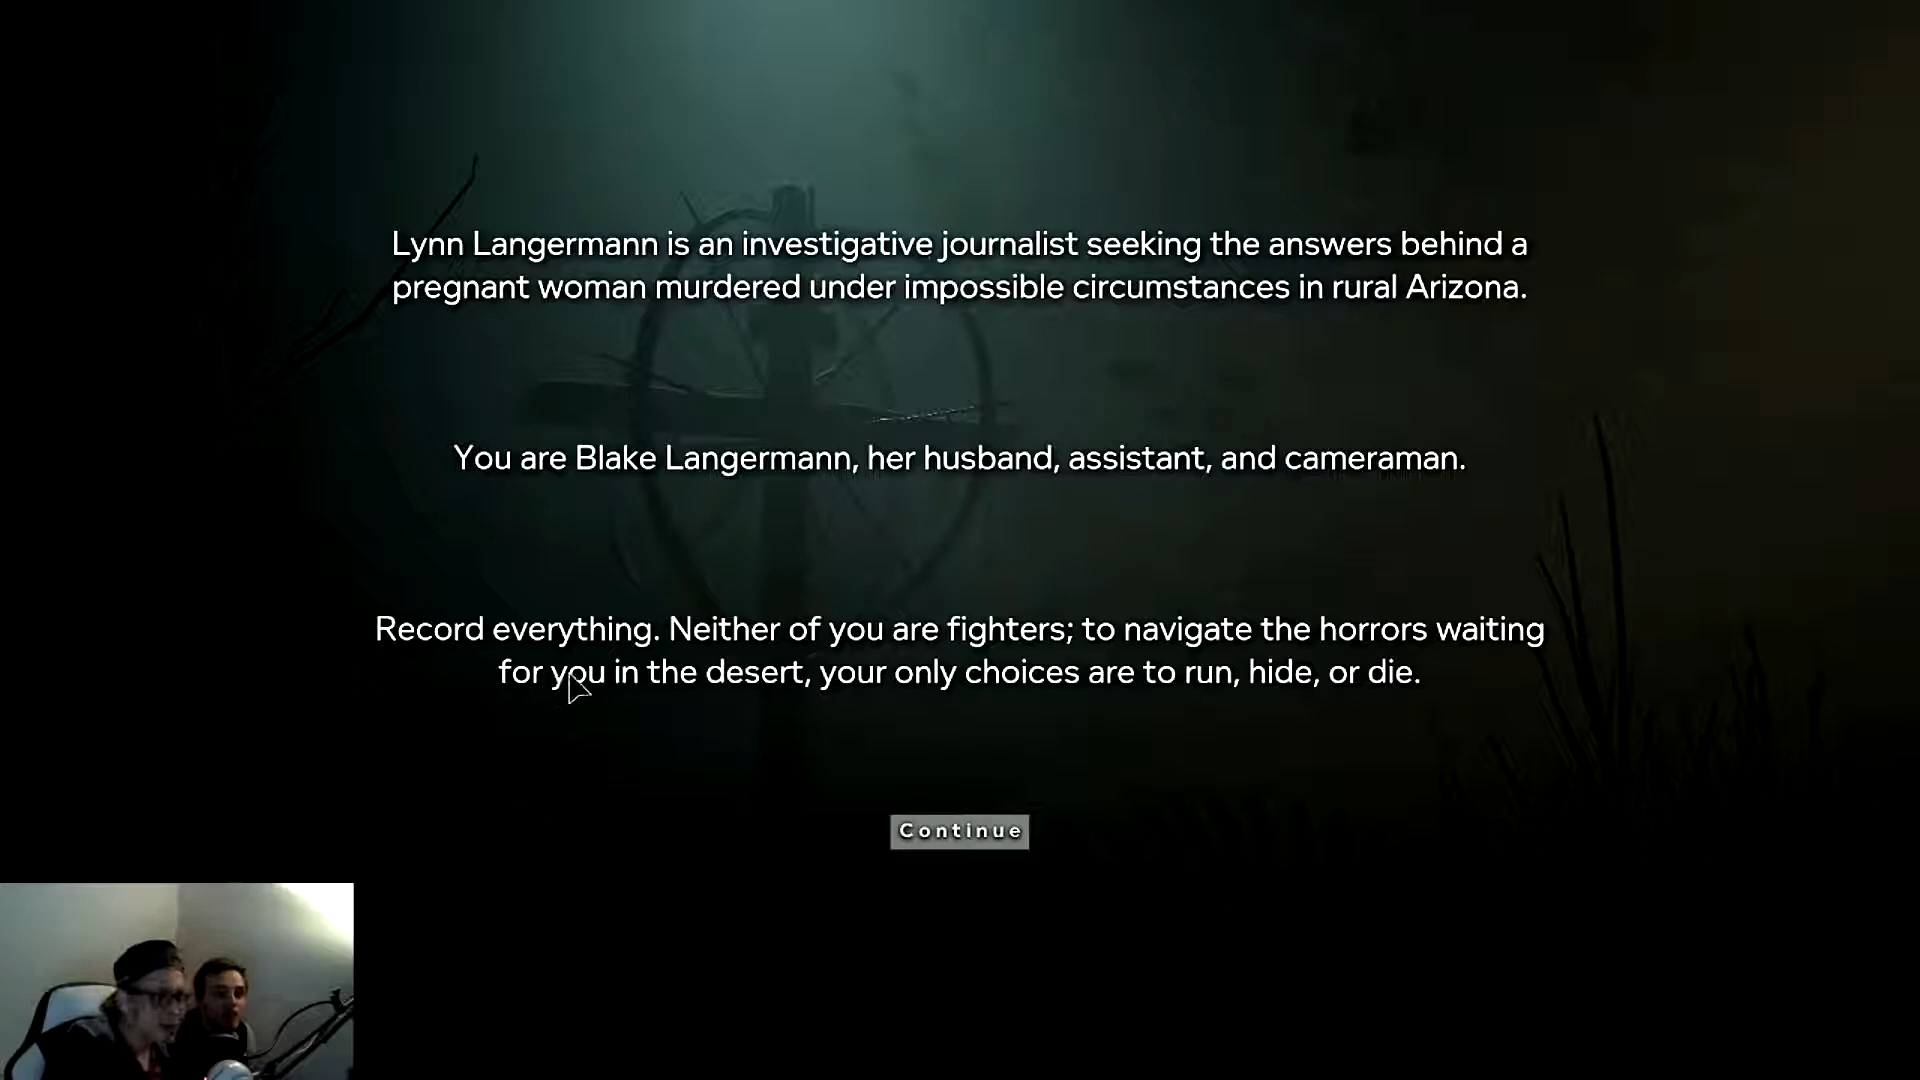 Lynn Langermann is an investigative journalist seeking the answers behind a
pregnant woman murdered under impossible circumstances in rural Arizona.
You are Blake Langermann, her husband, assistant, and cameraman.
Record everything. Neither of you are fighters; to navigate the horrors waiting
for you in the desert, your only choices are to run, hide, or die.
Continue